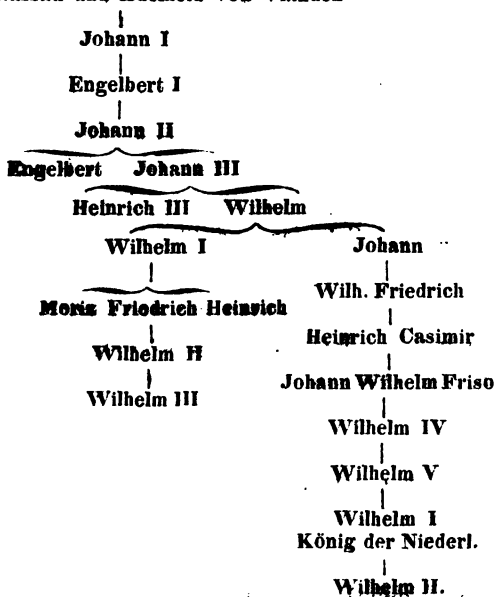 Johann I
Engelbert I
Johann II
Engelbert Johann III
Heinrich III Wilhelm
Wilhelm I Johann
Wilh. Friedrich
Moriz Friedrich Heinrich
Heinrich Casimir
Wilhelm II
Johann Wilhelm Friso
Wilhelm III
Wilhelm IV
Wilhelm V
Wilhelm I
König der Niederl.
Wilhelm II.